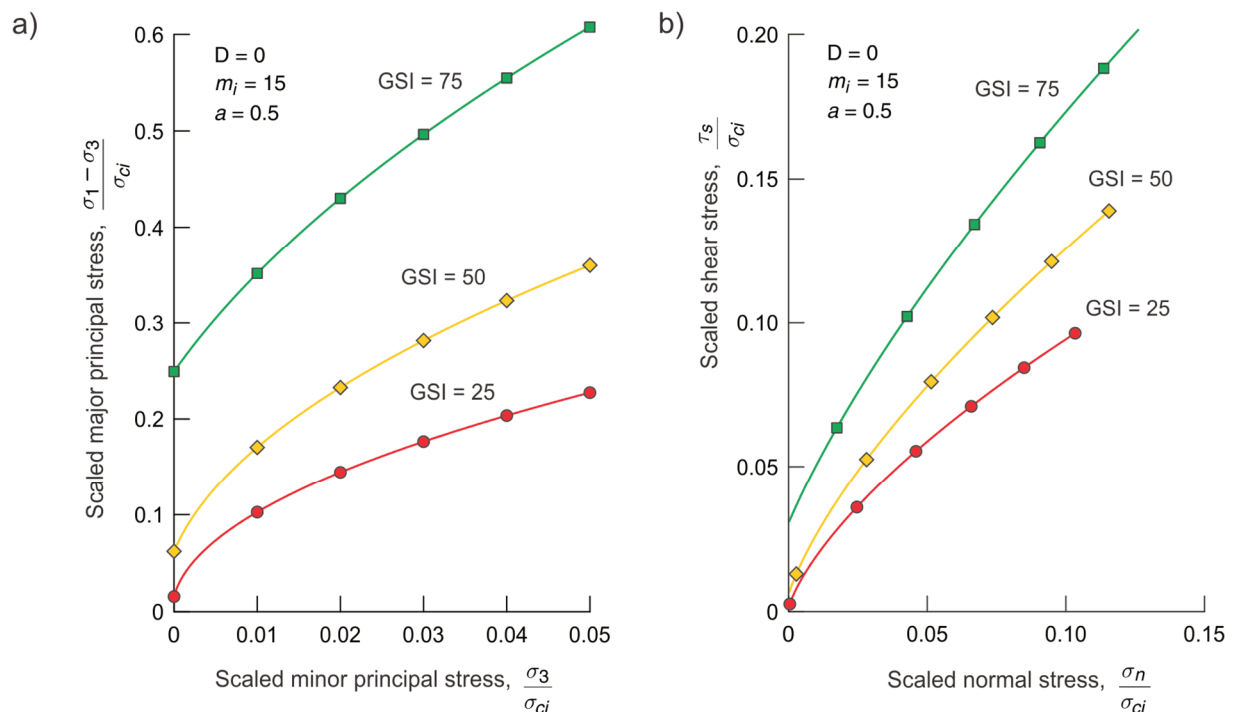 a)
0.6
0.5
0.4
0.3
0.2
0.1
0
D = 0
mᵢ = 15
a = 0.5
GSI = 75
GSI = 50
GSI = 25
Scaled major principal stress, σ₁ – σ₃ / σci
0 0.01 0.02 0.03 0.04 0.05
Scaled minor principal stress, σ₃ / σci
b)
0.20
0.15
0.10
0.05
0
D = 0
mᵢ = 15
a = 0.5
GSI = 75
GSI = 50
GSI = 25
Scaled shear stress, τs / σci
0 0.05 0.10 0.15
Scaled normal stress, σn / σci